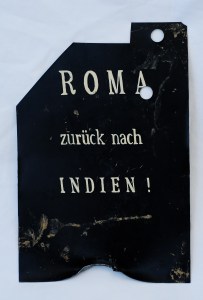 ROMA
zurück nach
INDIEN !